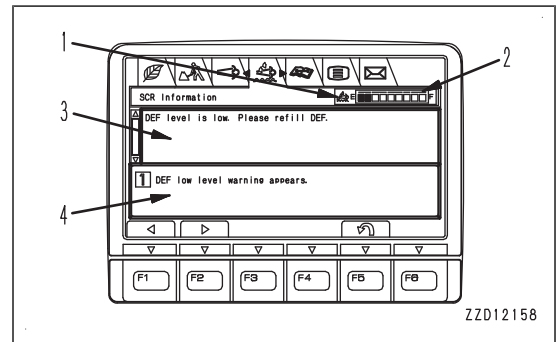 1
2
SCR Information
E F
3
DEF level is low. Please refill DEF.
1 DEF low level warning appears.
4
F1 F2 F3 F4 F5 F6
ZZD12158